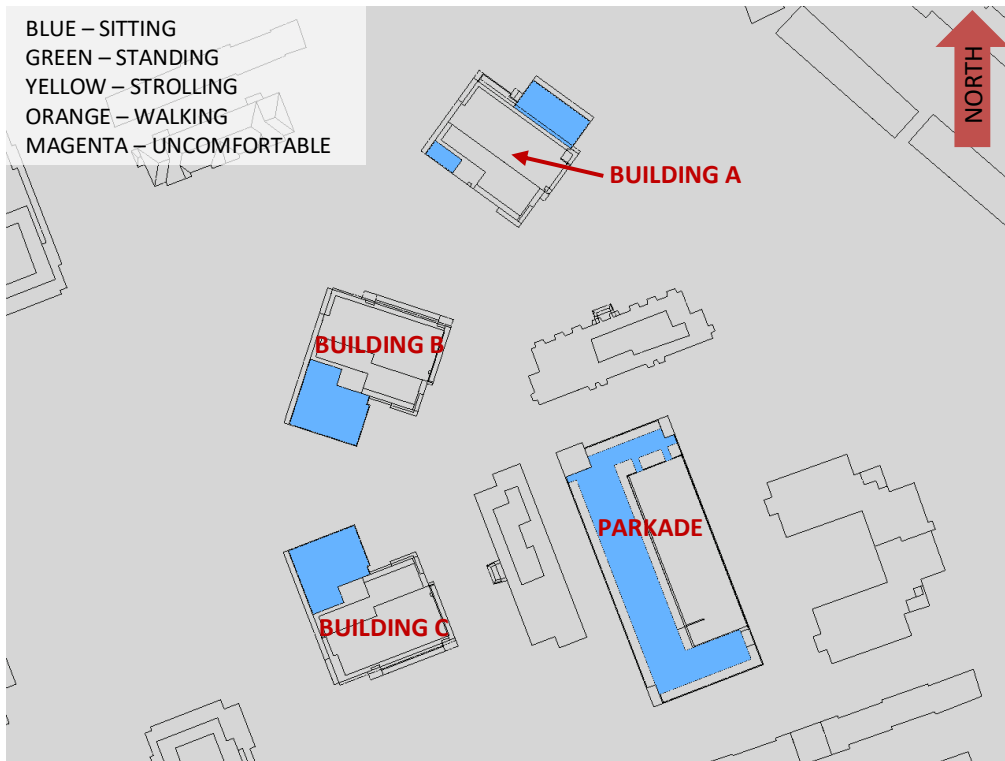 BLUE – SITTING
GREEN – STANDING
YELLOW – STROLLING
ORANGE – WALKING
MAGENTA – UNCOMFORTABLE
NORTH
BUILDING A
BUILDING B
PARKADE
BUILDING C